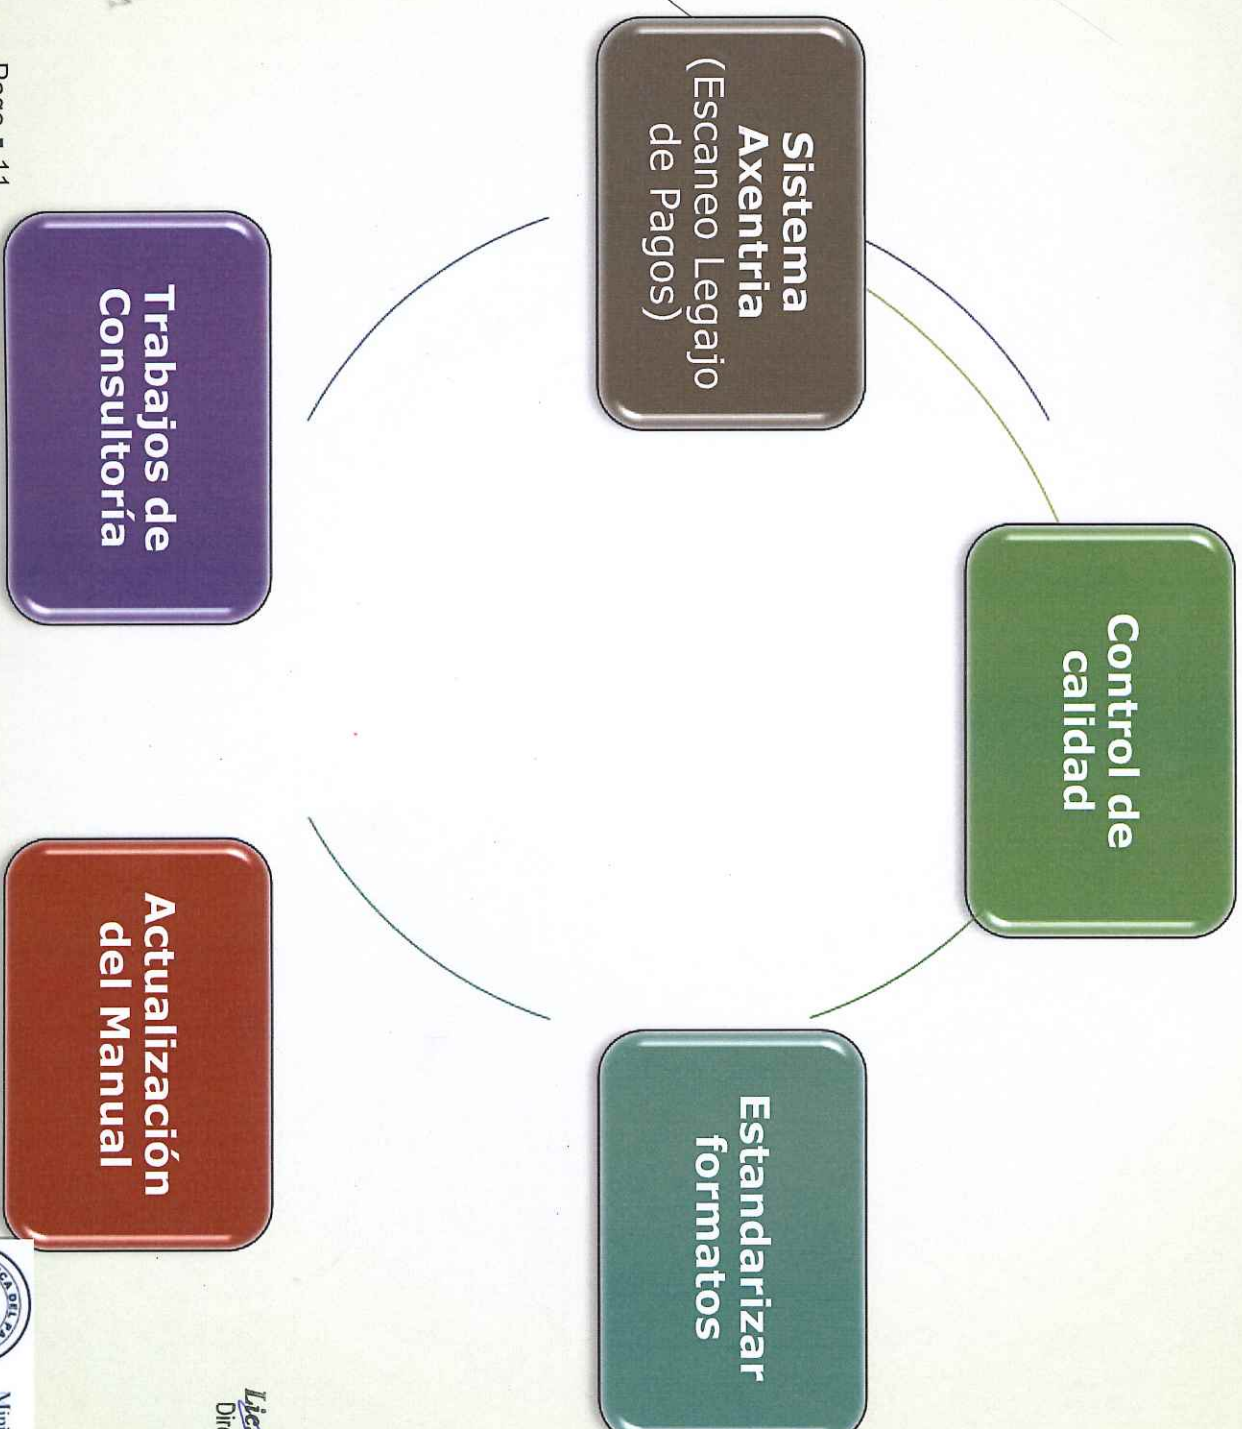 Control de
calidad
Sistema
Axentria
(Escaneo Legajo
de Pagos)
Estandarizar
formatos
Trabajos de
Consultoría
Actualización
del Manual